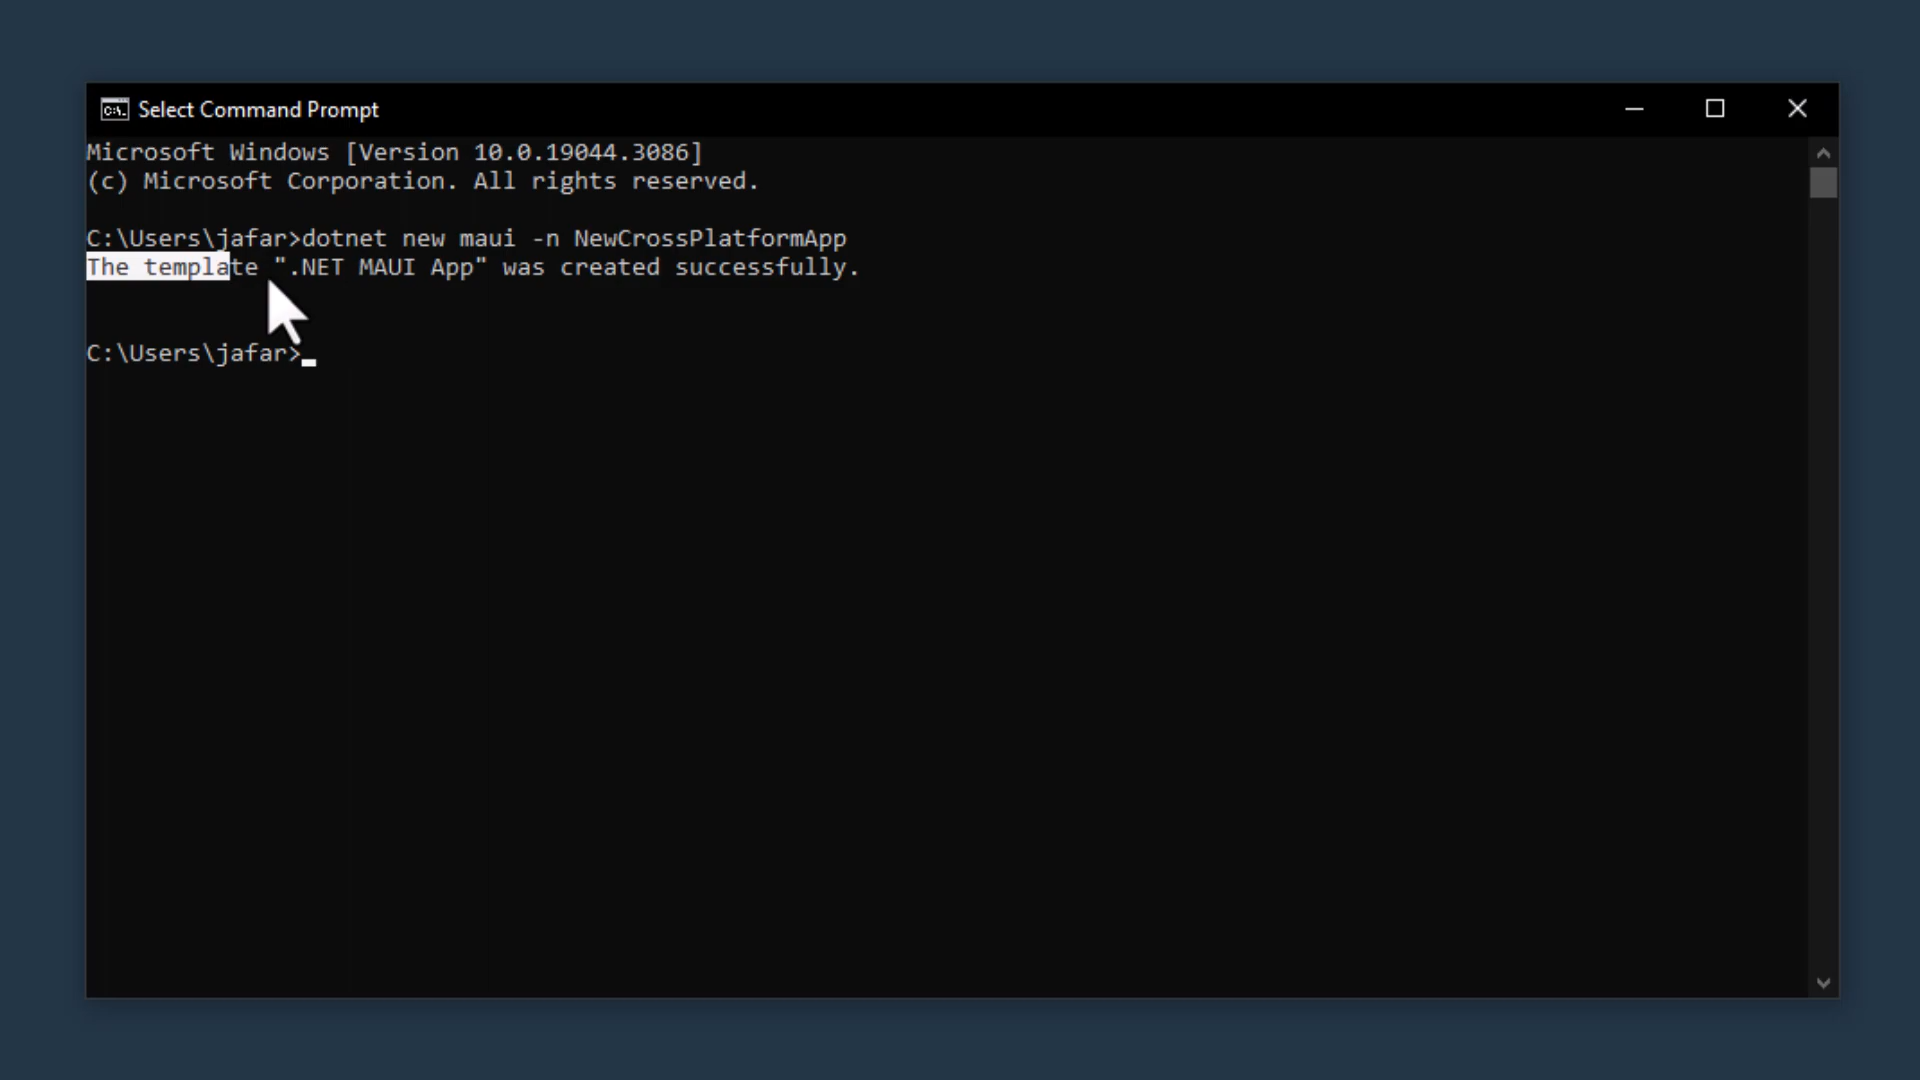 Select Command Prompt
Microsoft Windows [Version 10.0.19044.3086]
(c) Microsoft Corporation. All rights reserved.
C:\Users\jafar>dotnet new maui -n NewCrossPlatformApp
The template ".NET MAUI App" was created successfully.
C:\Users\jafar>